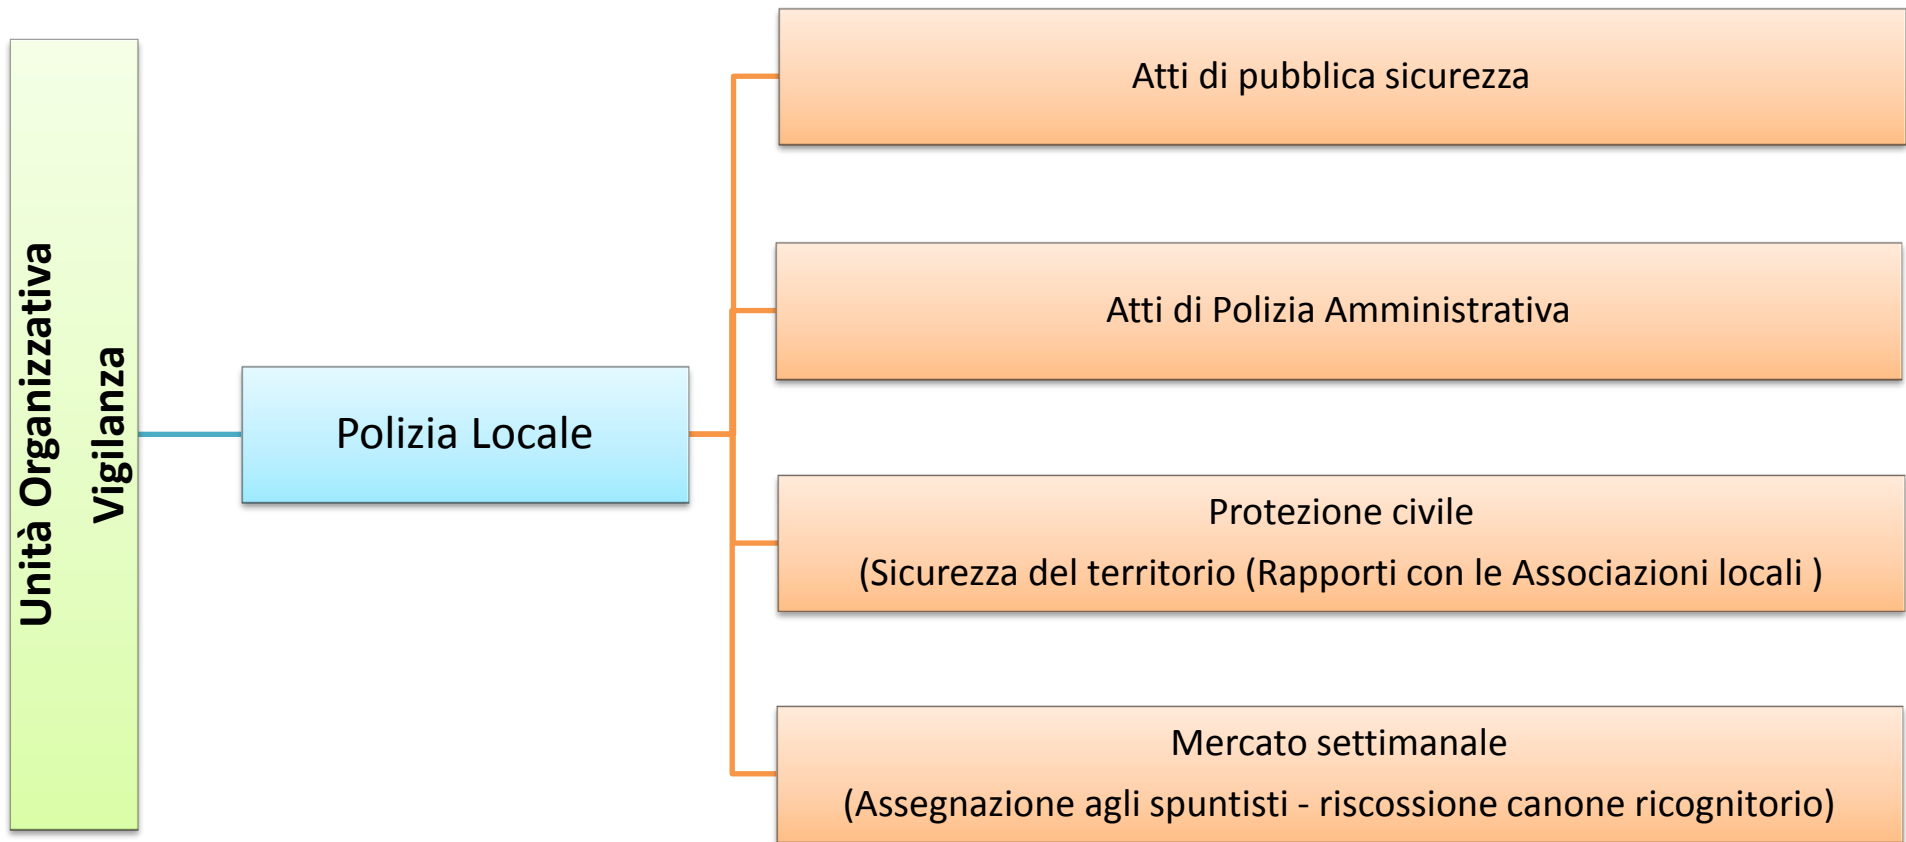 Unità Organizzativa
Vigilanza
Polizia Locale
Atti di pubblica sicurezza
Atti di Polizia Amministrativa
Protezione civile
(Sicurezza del territorio (Rapporti con le Associazioni locali )
Mercato settimanale
(Assegnazione agli spuntisti - riscossione canone ricognitorio)